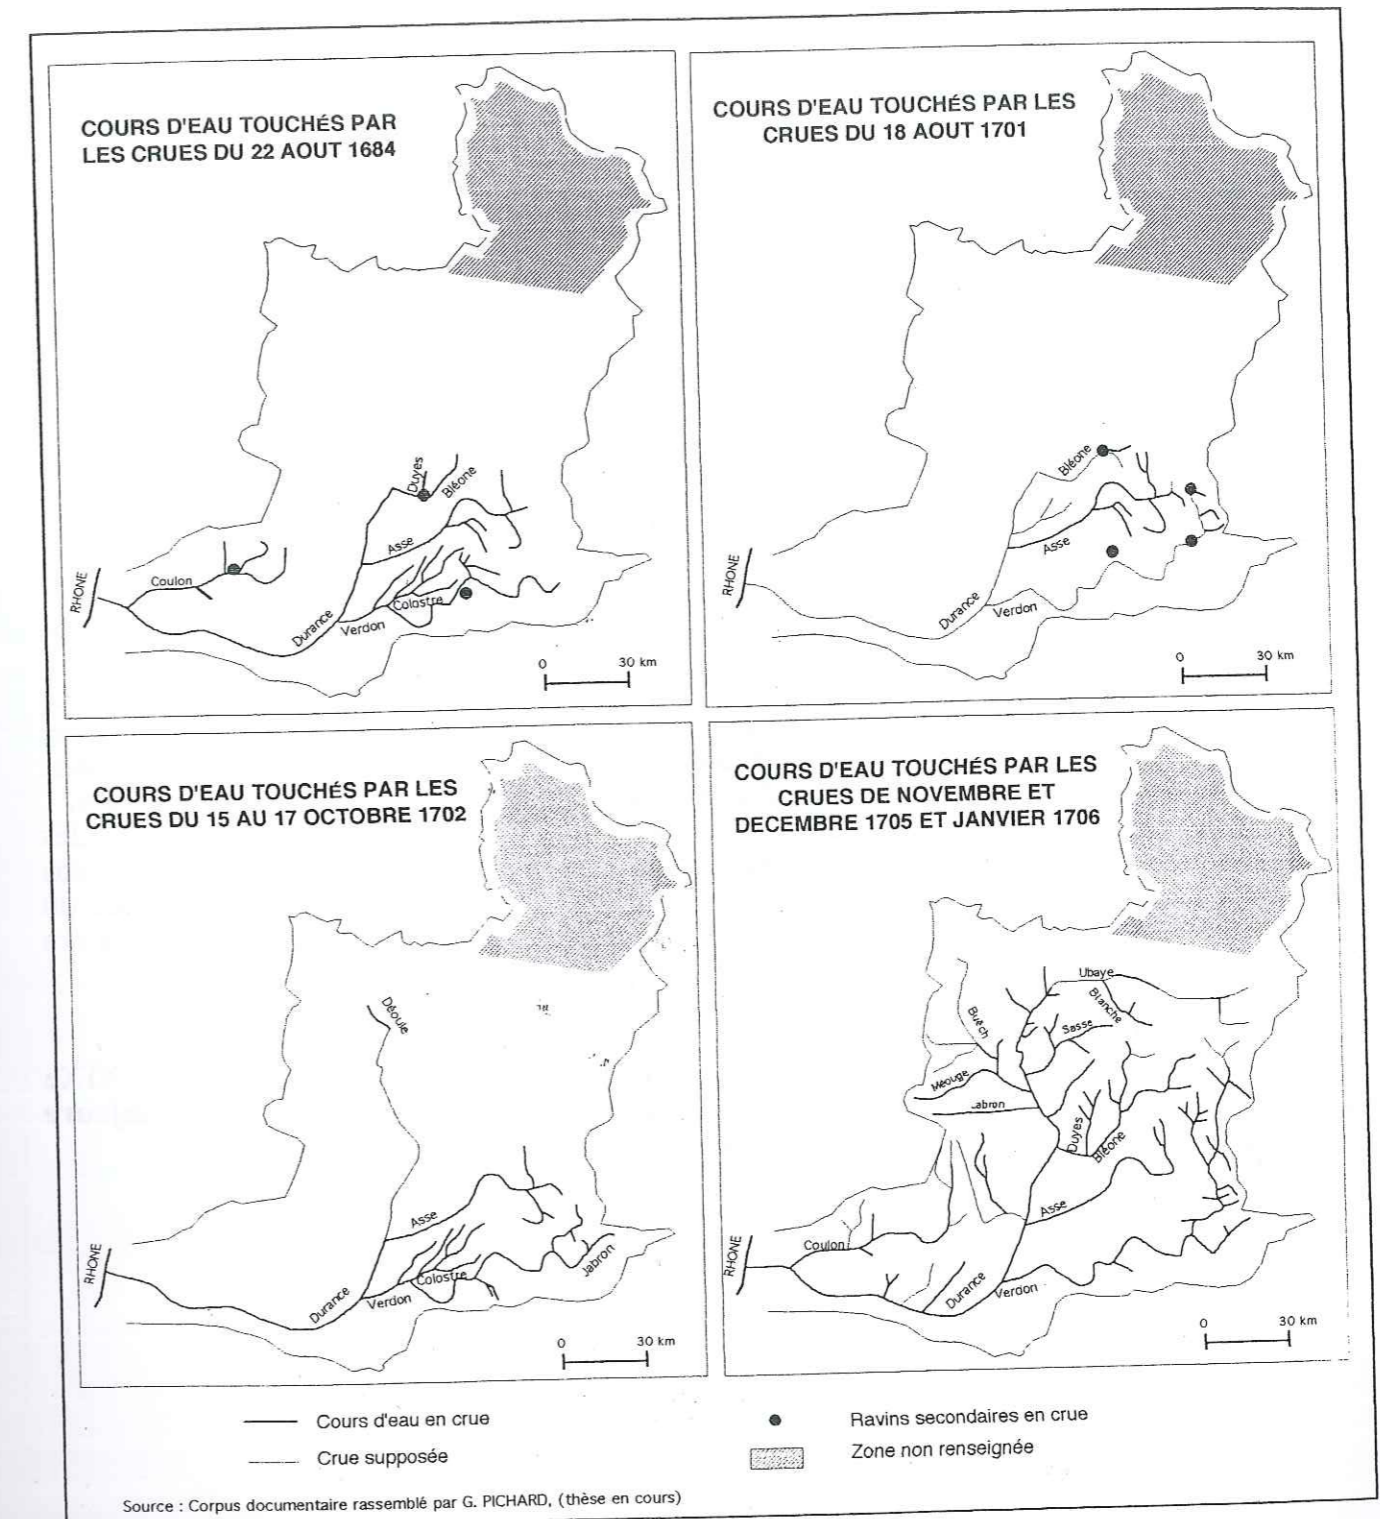 COURS D'EAU TOUCHÉS PAR
LES CRUES DU 22 AOUT 1684
Duyes
Bléone
Asse
Coulon
RHONE
Colostre
Durance
Verdon
0 30 km
COURS D'EAU TOUCHÉS PAR LES
CRUES DU 18 AOUT 1701
Bléone
Asse
RHONE
Durance
Verdon
0 30 km
COURS D'EAU TOUCHÉS PAR LES
CRUES DU 15 AU 17 OCTOBRE 1702
Déoule
Asse
RHONE
Colostre
Jabron
Durance
Verdon
0 30 km
COURS D'EAU TOUCHÉS PAR LES
CRUES DE NOVEMBRE ET
DECEMBRE 1705 ET JANVIER 1706
Ubaye
Blanche
Buëch
Sasse
Méouge
Jabron
Duyes
Bléone
Asse
Coulon
RHONE
Durance
Verdon
0 30 km
Cours d'eau en crue
Ravins secondaires en crue
Crue supposée
Zone non renseignée
Source : Corpus documentaire rassemblé par G. PICHARD, (thèse en cours)